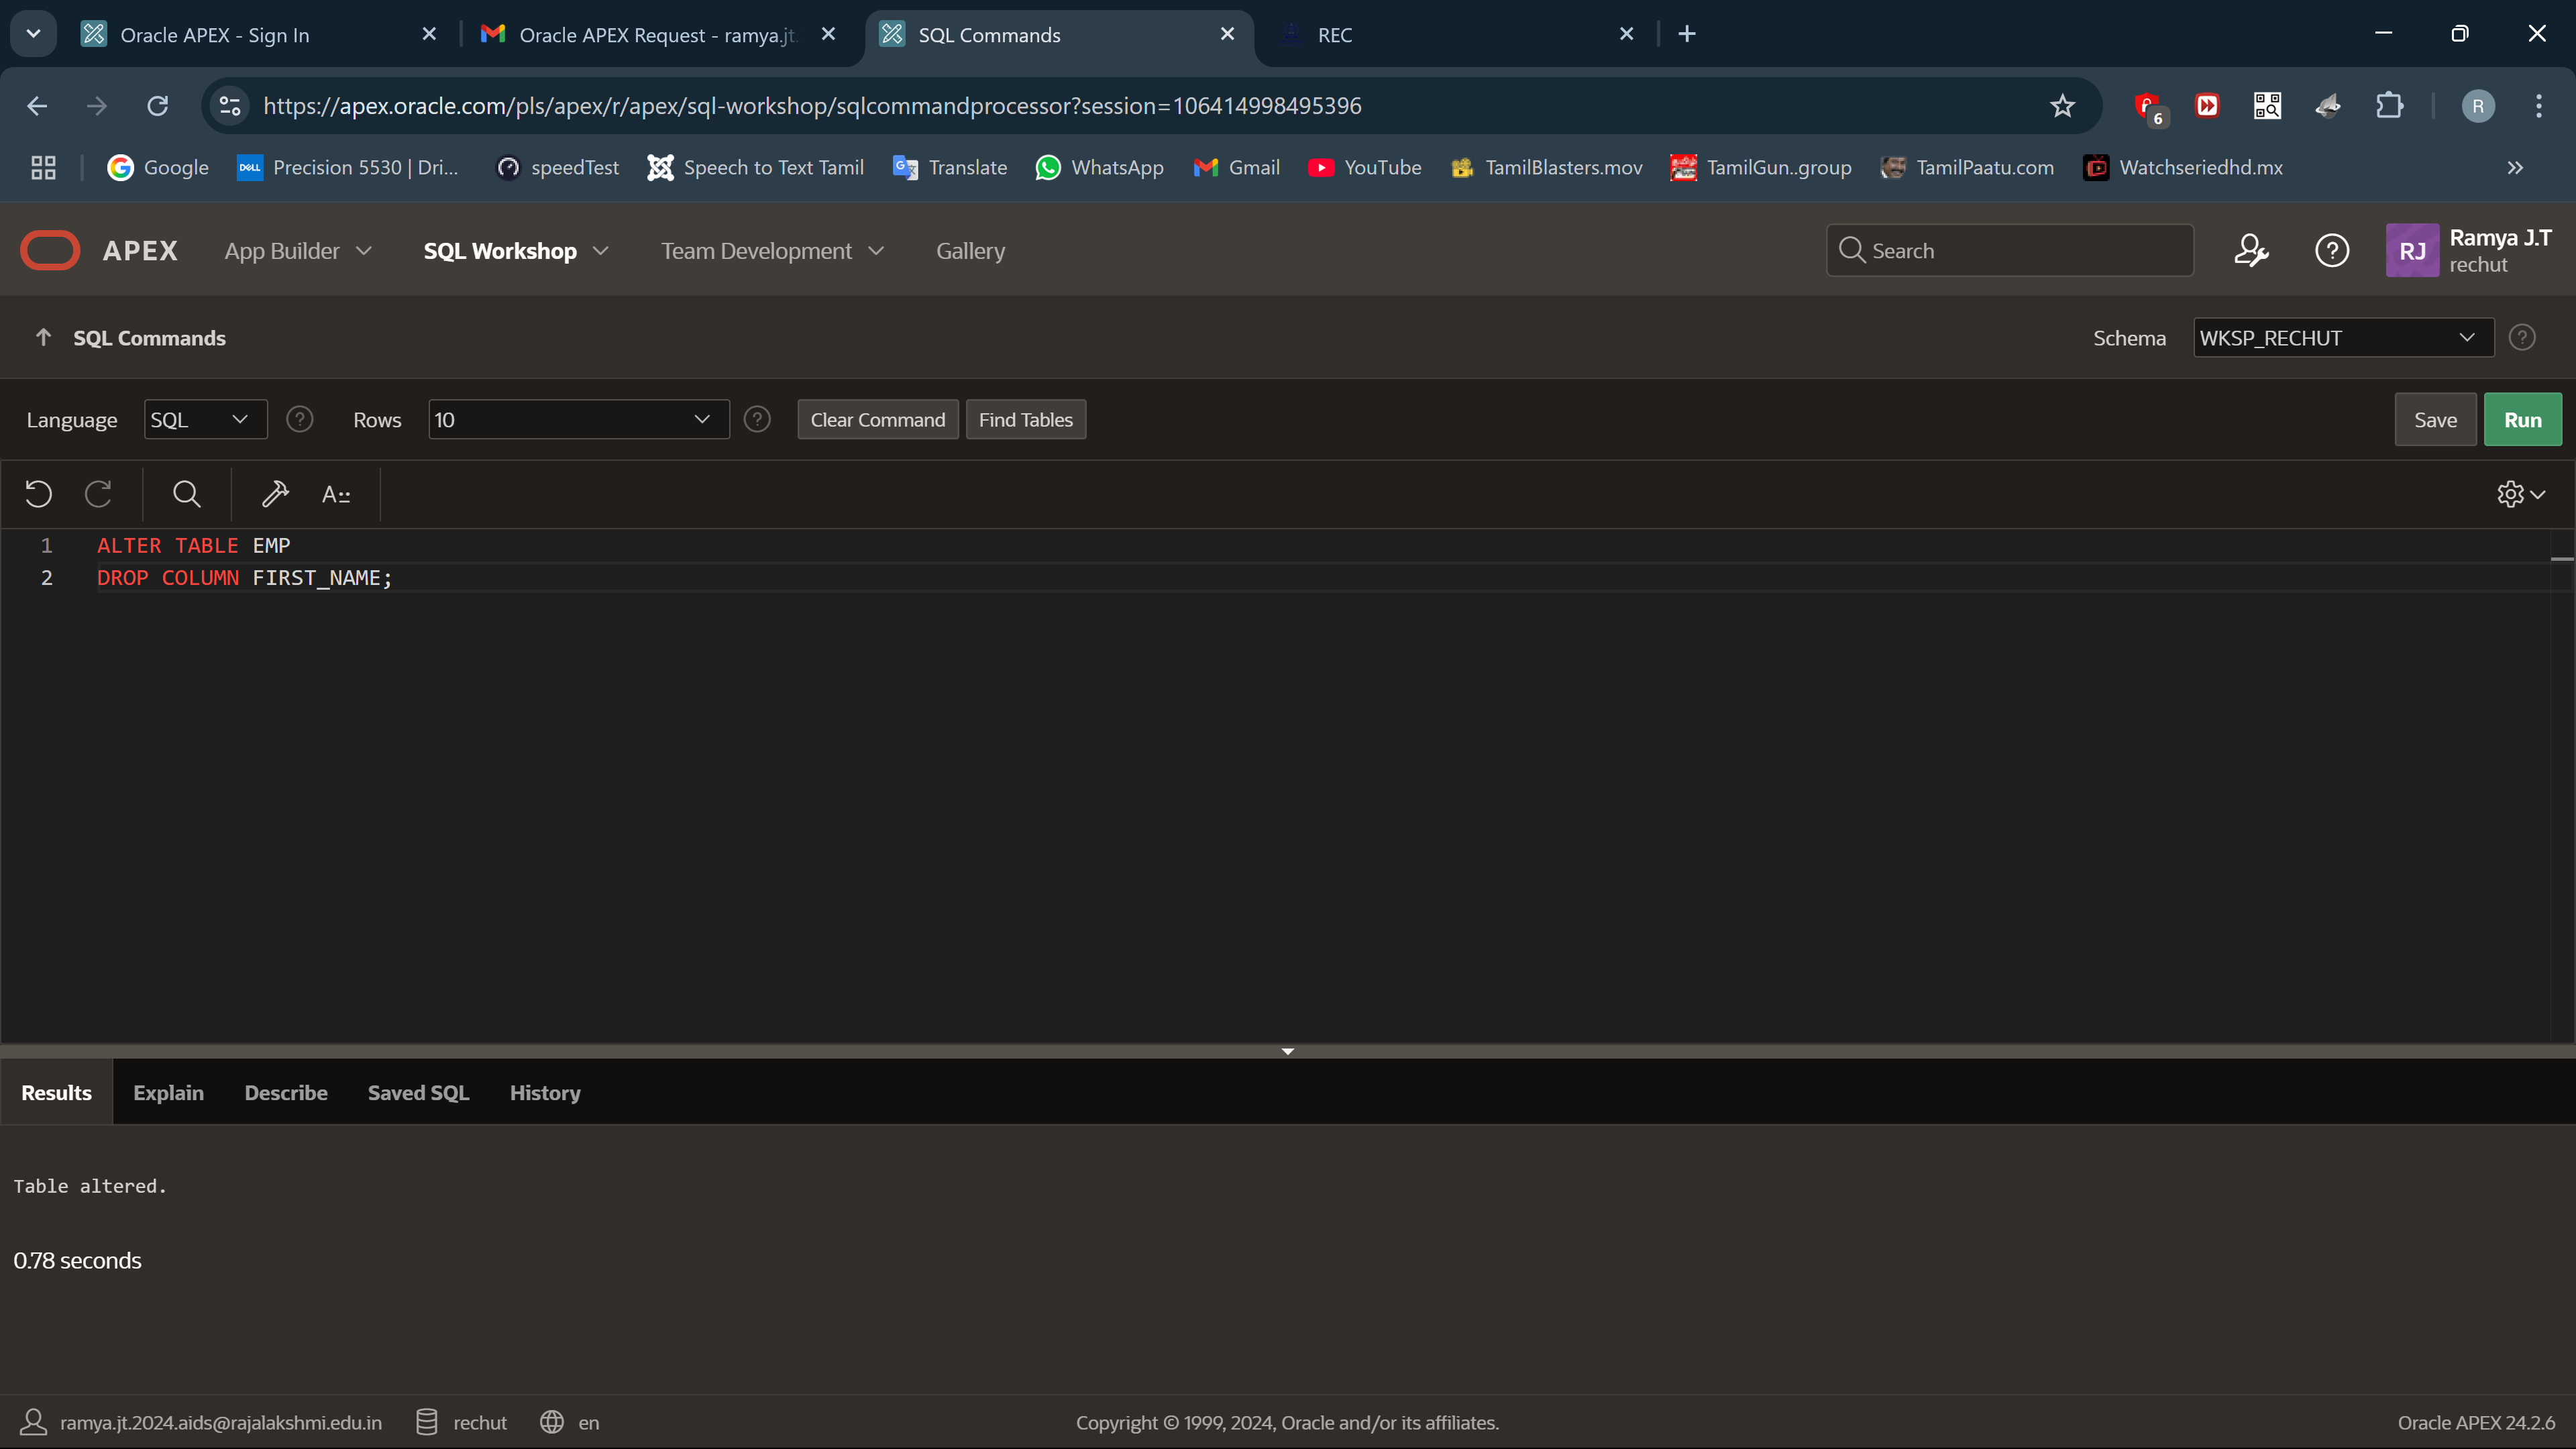 Oracle APEX - Sign In
Oracle APEX Request - ramya.jt.
SQL Commands
REC
https://apex.oracle.com/pls/apex/r/apex/sql-workshop/sqlcommandprocessor?session=106414998495396
6
R
Google
DELL
Precision 5530 | Dri...
speedTest
Speech to Text Tamil
Translate
WhatsApp
Gmail
YouTube
TamilBlasters.mov
TamilGun..group
TamilPaatu.com
Watchseriedhd.mx
APEX
App Builder
SQL Workshop
Team Development
Gallery
Search
RJ
Ramya J.T
rechut
SQL Commands
Schema
WKSP_RECHUT
Language
SQL
Rows
10
Clear Command
Find Tables
Save
Run
1 ALTER TABLE EMP
2 DROP COLUMN FIRST_NAME;
Results
Explain
Describe
Saved SQL
History
Table altered.
0.78 seconds
ramya.jt.2024.aids@rajalakshmi.edu.in
rechut
en
Copyright © 1999, 2024, Oracle and/or its affiliates.
Oracle APEX 24.2.6